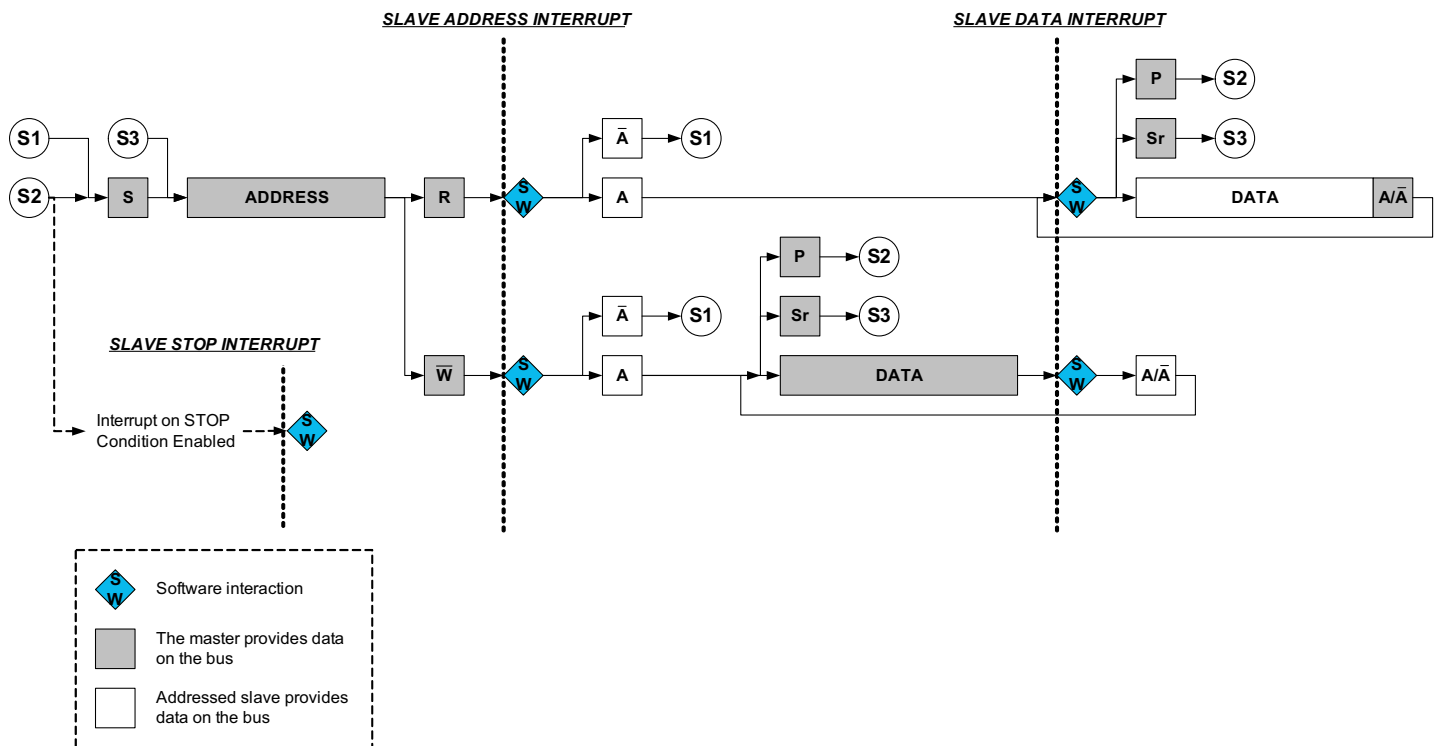 SLAVE ADDRESS INTERRUPT
SLAVE DATA INTERRUPT
P
S2
S1
S3
A̅
S1
Sr
S3
S2
S
ADDRESS
R
S
W
A
S
W
DATA
A/A̅
P
S2
A̅
S1
Sr
S3
SLAVE STOP INTERRUPT
W̅
S
W
A
DATA
S
W
A/A̅
Interrupt on STOP
Condition Enabled
S
W
S
W
Software interaction
The master provides data
on the bus
Addressed slave provides
data on the bus